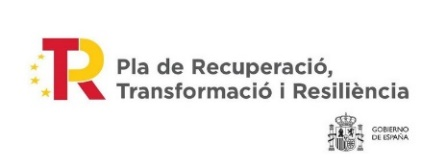 Pla de Recuperació,
Transformació i Resiliència
GOBIERNO
DE ESPAÑA